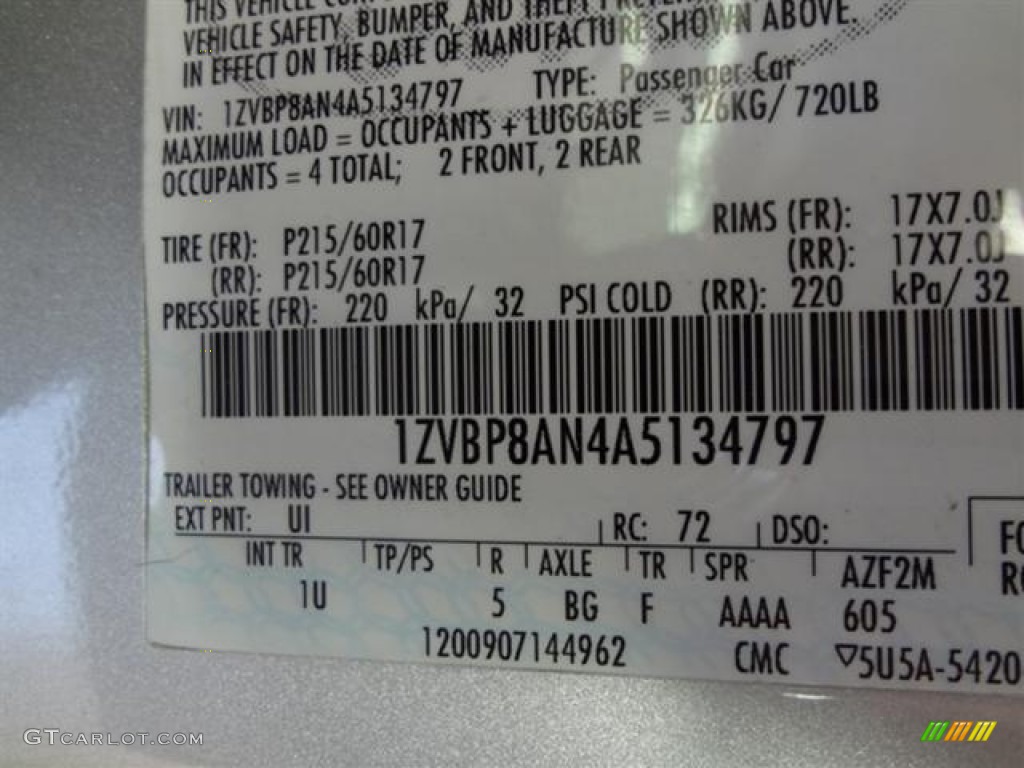 THIS VEHICLE
VEHICLE SAFETY, BUMPER, AND THEFT
IN EFFECT ON THE DATE OF MANUFACTURE SHOWN ABOVE.
VIN: 1ZVBP8AN4A5134797 TYPE: Passenger Car
MAXIMUM LOAD = OCCUPANTS + LUGGAGE = 326KG/ 720LB
OCCUPANTS = 4 TOTAL; 2 FRONT, 2 REAR
TIRE (FR): P215/60R17 RIMS (FR): 17X7.0J
(RR): P215/60R17 (RR): 17X7.0J
PRESSURE (FR): 220 kPa/ 32 PSI COLD (RR): 220 kPa/ 32
1ZVBP8AN4A5134797
TRAILER TOWING - SEE OWNER GUIDE
EXT PNT: UI RC: 72 DSO:
INT TR TP/PS R AXLE TR SPR AZF2M
1U 5 BG F AAAA 605
1200907144962 CMC ▽5U5A-5420
GTCARLOT.COM